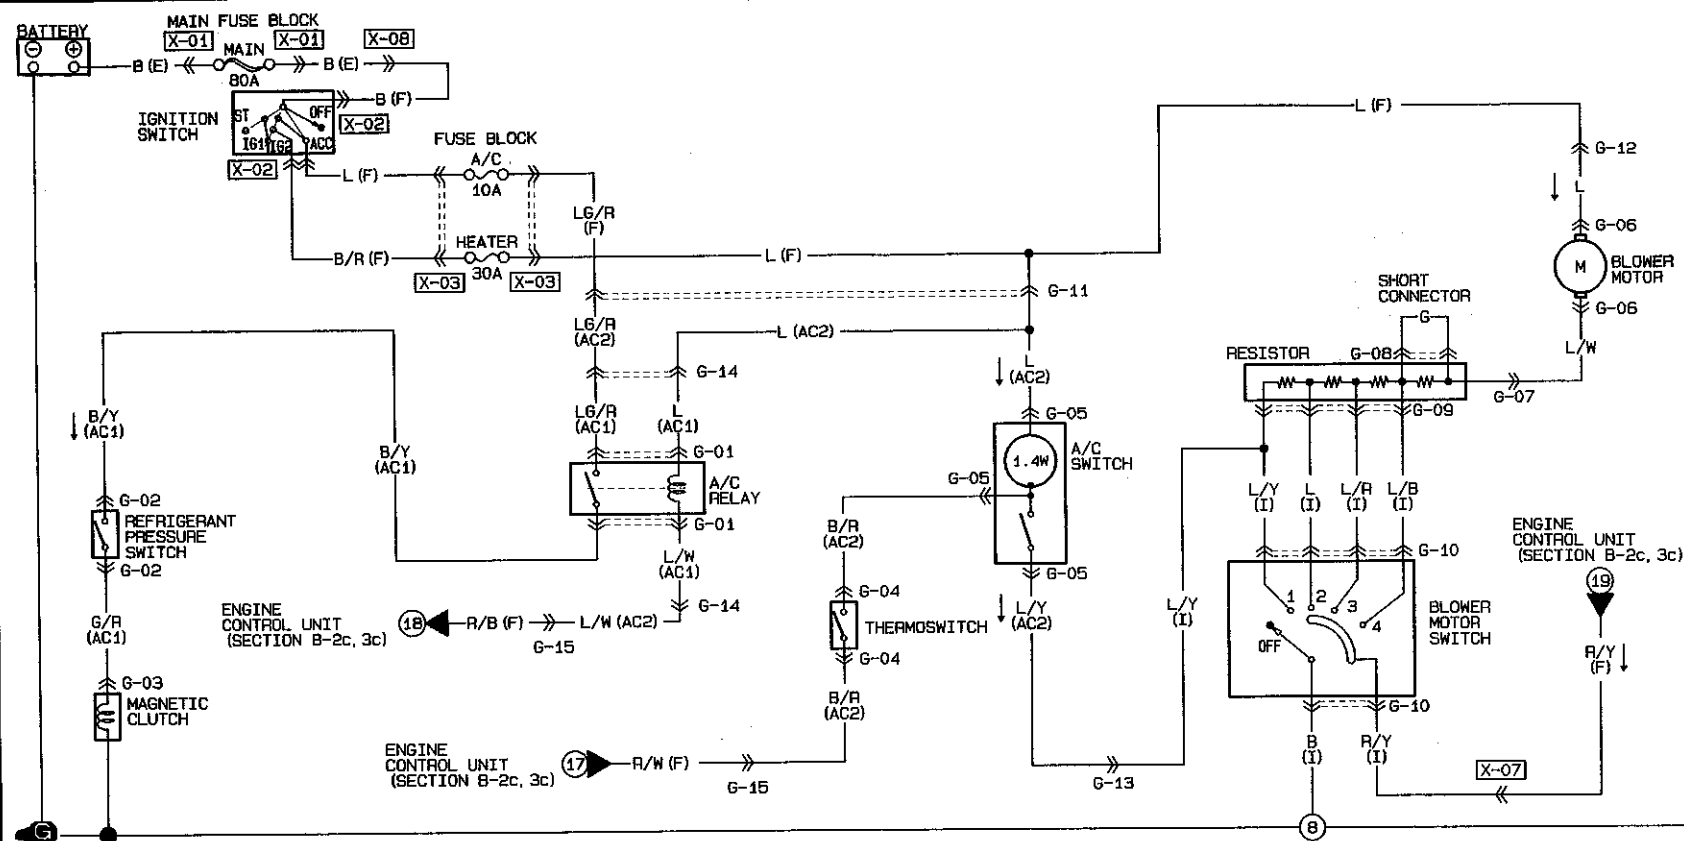 BATTERY
MAIN FUSE BLOCK
X-01
X-01
X-08
MAIN
B (E)
B (E)
80A
B (F)
IGNITION
SWITCH
ST
OFF
IG1
IG2
ACC
X-02
X-02
FUSE BLOCK
A/C
10A
L (F)
LG/R
(F)
HEATER
30A
B/R (F)
X-03
X-03
L (F)
L (F)
G-12
L
G-06
M
BLOWER
MOTOR
G-06
L/W
G-11
LG/R
(AC2)
L (AC2)
G-14
L
(AC2)
SHORT
CONNECTOR
G
RESISTOR
G-08
G-07
G-09
B/Y
(AC1)
B/Y
(AC1)
LG/R
(AC1)
L
(AC1)
G-01
A/C
RELAY
G-01
G-05
1.4W
A/C
SWITCH
G-05
G-05
L/Y
(I)
L
(I)
L/R
(I)
L/B
(I)
G-02
REFRIGERANT
PRESSURE
SWITCH
G-02
B/R
(AC2)
L/W
(AC1)
G-14
G-10
ENGINE
CONTROL UNIT
(SECTION B-2c, 3c)
19
G/R
(AC1)
ENGINE
CONTROL UNIT
(SECTION B-2c, 3c)
18
R/B (F)
L/W (AC2)
G-15
G-04
THERMOSWITCH
G-04
L/Y
(AC2)
L/Y
(I)
1
2
3
4
OFF
BLOWER
MOTOR
SWITCH
R/Y
(F)
G-03
MAGNETIC
CLUTCH
B/R
(AC2)
G-10
B
(I)
R/Y
(I)
ENGINE
CONTROL UNIT
(SECTION B-2c, 3c)
17
R/W (F)
G-15
G-13
X-07
G
8